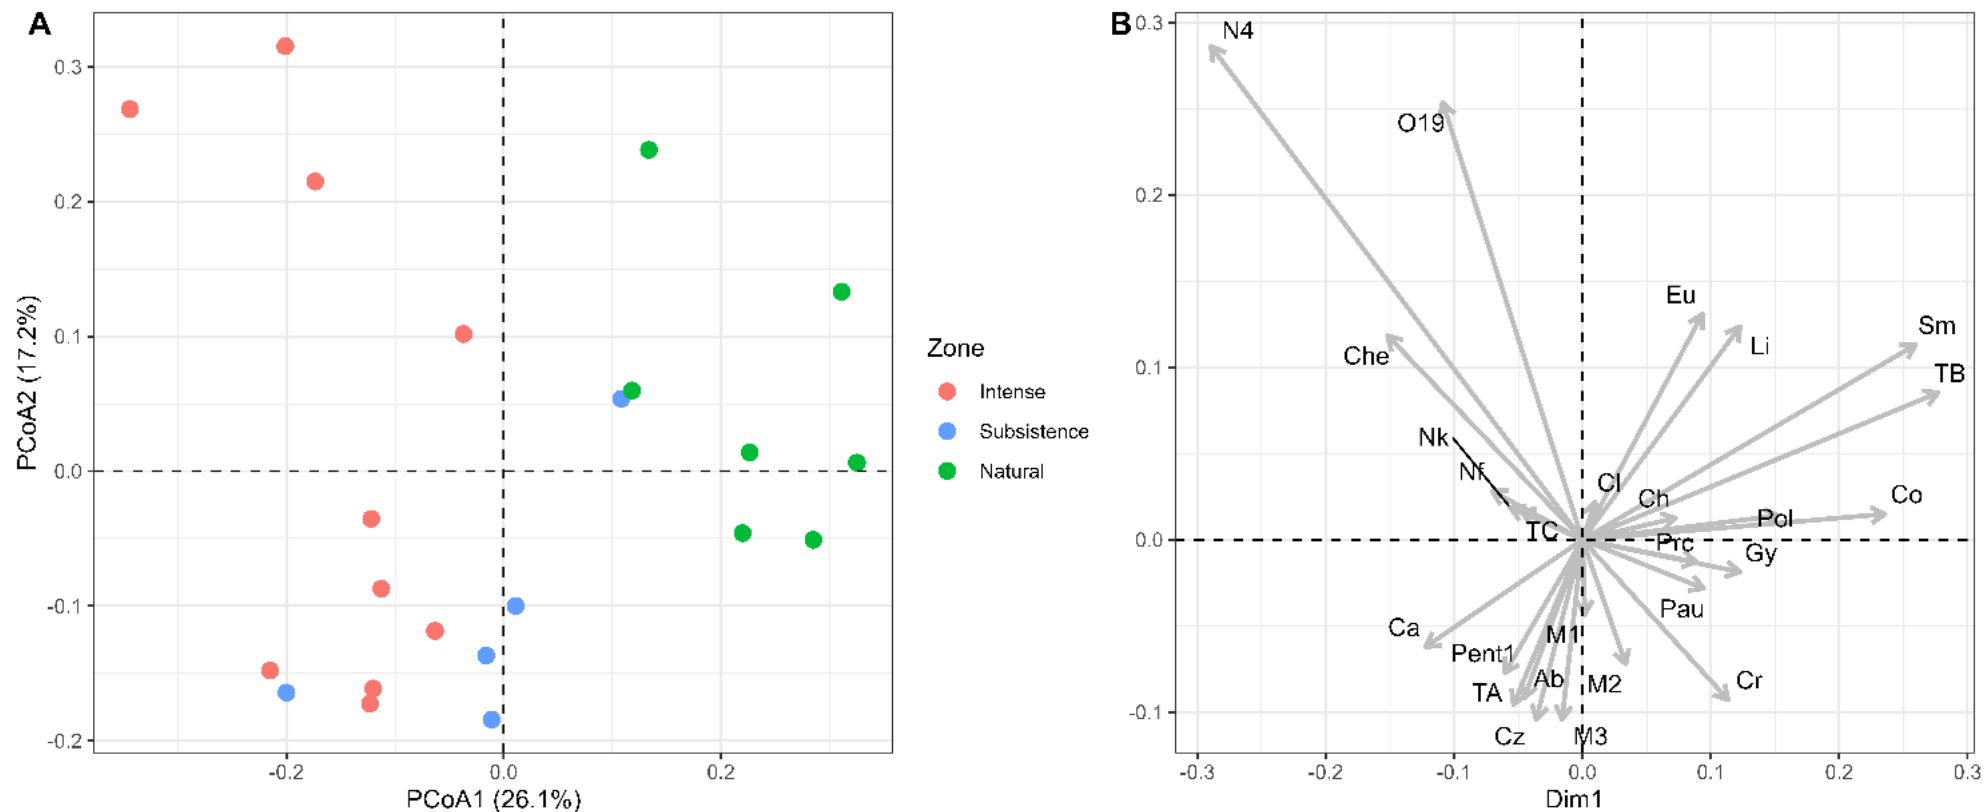 A
PCoA2 (17.2%)
0.3
0.2
0.1
0.0
-0.1
-0.2
-0.2
0.0
0.2
PCoA1 (26.1%)
Zone
Intense
Subsistence
Natural
B
0.3
0.2
0.1
0.0
-0.1
N4
O19
Eu
Sm
Li
Che
TB
Nk
Nf
Cl
Ch
Co
TC
Pol
Prc
Gy
Pau
Ca
M1
Pent1
Ab
M2
Cr
TA
Cz
M3
-0.3
-0.2
-0.1
0.0
0.1
0.2
0.3
Dim1